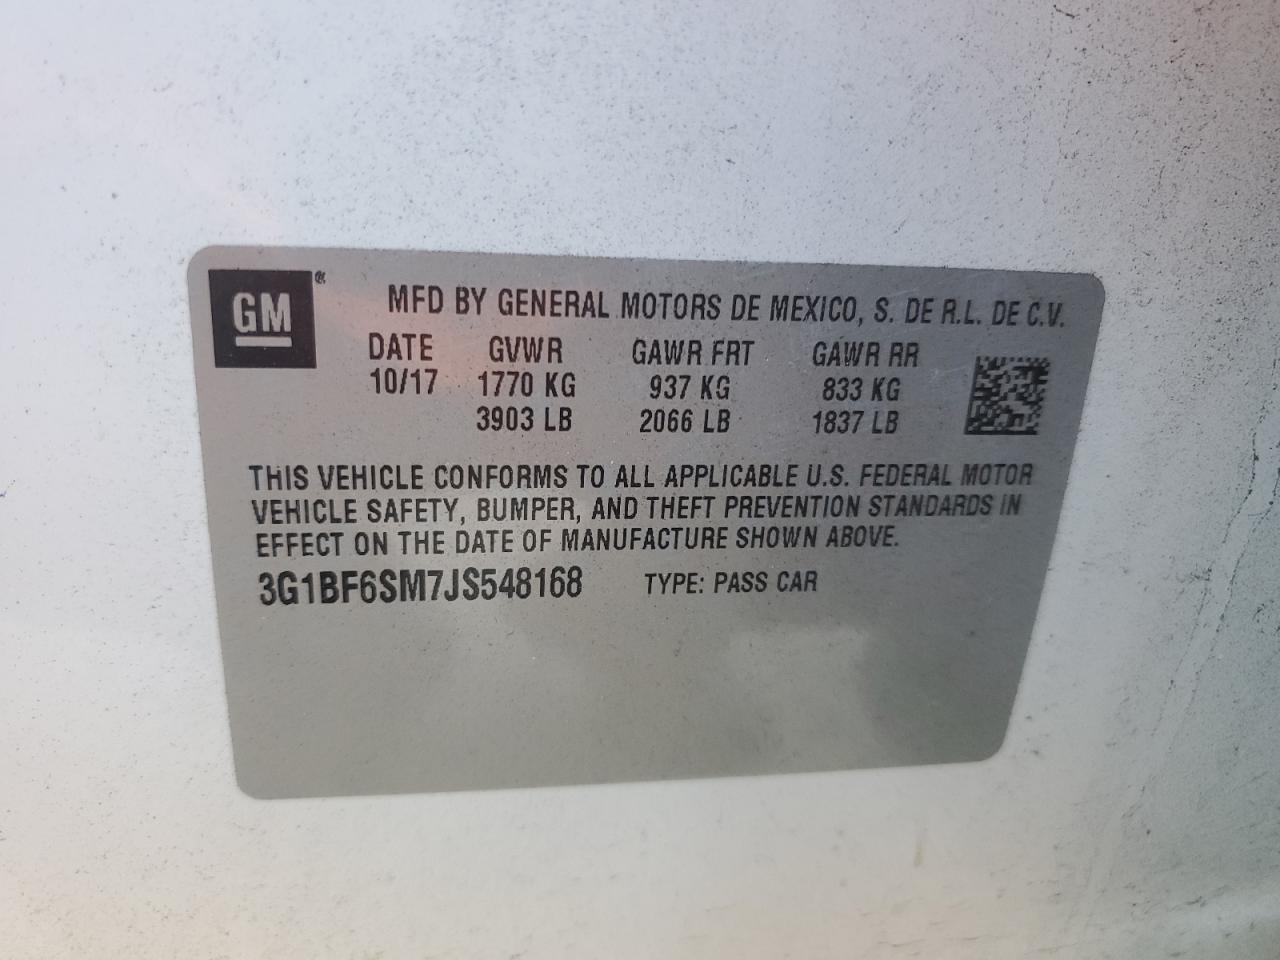 GM ®
MFD BY GENERAL MOTORS DE MEXICO, S. DE R.L. DE C.V.
DATE GVWR GAWR FRT GAWR RR
10/17 1770 KG 937 KG 833 KG
3903 LB 2066 LB 1837 LB
THIS VEHICLE CONFORMS TO ALL APPLICABLE U.S. FEDERAL MOTOR
VEHICLE SAFETY, BUMPER, AND THEFT PREVENTION STANDARDS IN
EFFECT ON THE DATE OF MANUFACTURE SHOWN ABOVE.
3G1BF6SM7JS548168 TYPE: PASS CAR